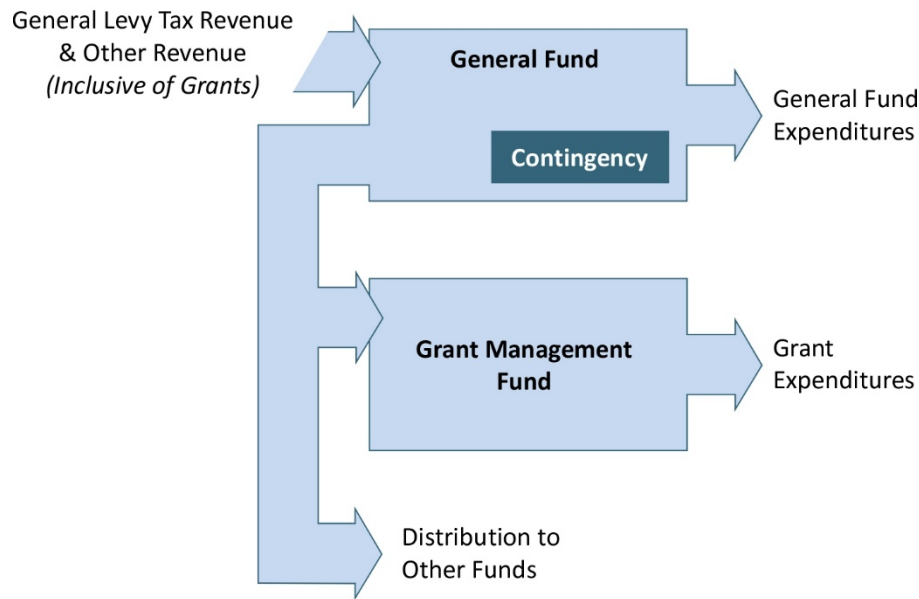 General Levy Tax Revenue
& Other Revenue
(Inclusive of Grants)
General Fund
Contingency
General Fund
Expenditures
Grant Management
Fund
Grant
Expenditures
Distribution to
Other Funds